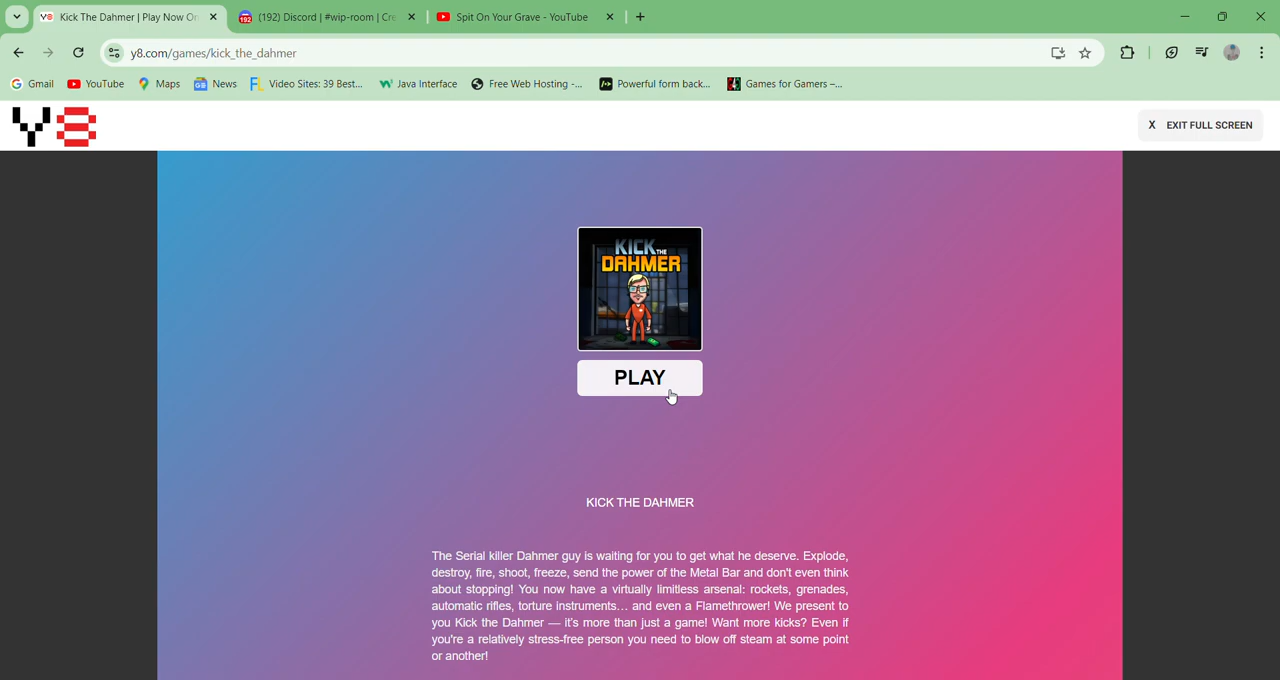 Kick The Dahmer | Play Now On
(192) Discord | #wip-room | Cre
Spit On Your Grave - YouTube
y8.com/games/kick_the_dahmer
Gmail
YouTube
Maps
News
Video Sites: 39 Best...
Java Interface
Free Web Hosting -...
Powerful form back...
Games for Gamers –...
Y8
X EXIT FULL SCREEN
KICK THE
DAHMER
PLAY
KICK THE DAHMER
The Serial killer Dahmer guy is waiting for you to get what he deserve. Explode,
destroy, fire, shoot, freeze, send the power of the Metal Bar and don't even think
about stopping! You now have a virtually limitless arsenal: rockets, grenades,
automatic rifles, torture instruments… and even a Flamethrower! We present to
you Kick the Dahmer — it's more than just a game! Want more kicks? Even if
you're a relatively stress-free person you need to blow off steam at some point
or another!